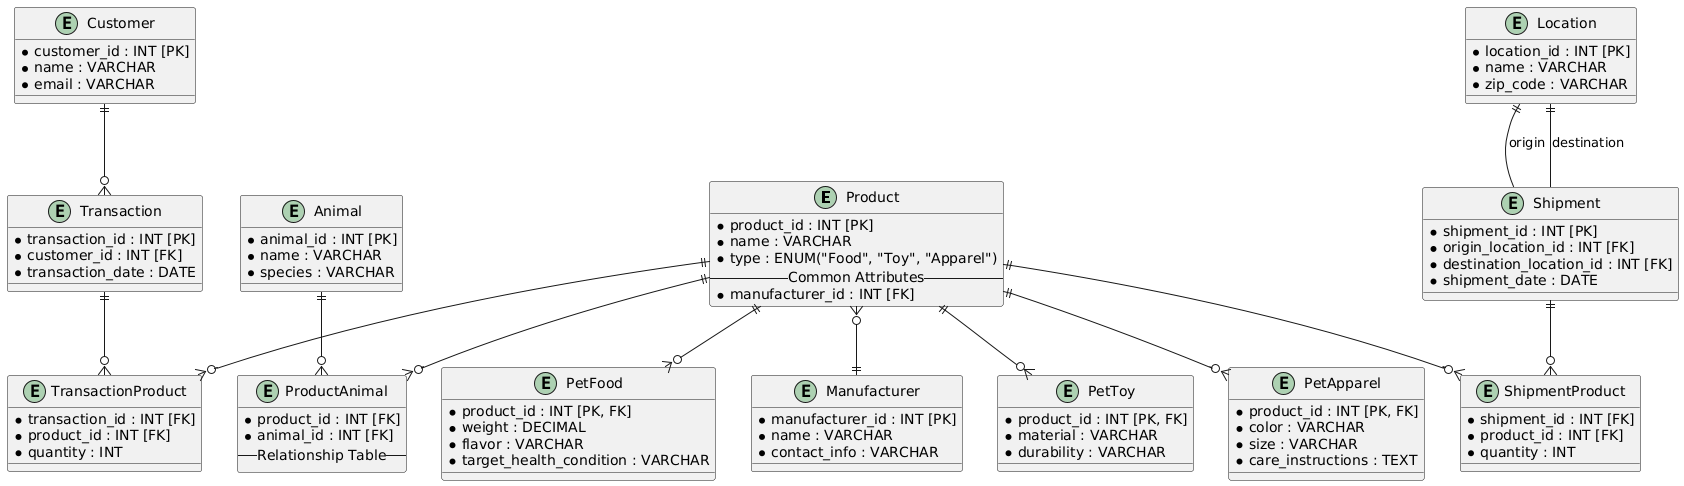 E Customer
customer_id : INT [PK]
name : VARCHAR
email : VARCHAR
E Location
location_id : INT [PK]
name : VARCHAR
zip_code : VARCHAR
origin
destination
E Transaction
transaction_id : INT [PK]
customer_id : INT [FK]
transaction_date : DATE
E Animal
animal_id : INT [PK]
name : VARCHAR
species : VARCHAR
E Product
product_id : INT [PK]
name : VARCHAR
type : ENUM("Food", "Toy", "Apparel")
Common Attributes
manufacturer_id : INT [FK]
E Shipment
shipment_id : INT [PK]
origin_location_id : INT [FK]
destination_location_id : INT [FK]
shipment_date : DATE
E TransactionProduct
transaction_id : INT [FK]
product_id : INT [FK]
quantity : INT
E ProductAnimal
product_id : INT [FK]
animal_id : INT [FK]
Relationship Table
E PetFood
product_id : INT [PK, FK]
weight : DECIMAL
flavor : VARCHAR
target_health_condition : VARCHAR
E Manufacturer
manufacturer_id : INT [PK]
name : VARCHAR
contact_info : VARCHAR
E PetToy
product_id : INT [PK, FK]
material : VARCHAR
durability : VARCHAR
E PetApparel
product_id : INT [PK, FK]
color : VARCHAR
size : VARCHAR
care_instructions : TEXT
E ShipmentProduct
shipment_id : INT [FK]
product_id : INT [FK]
quantity : INT